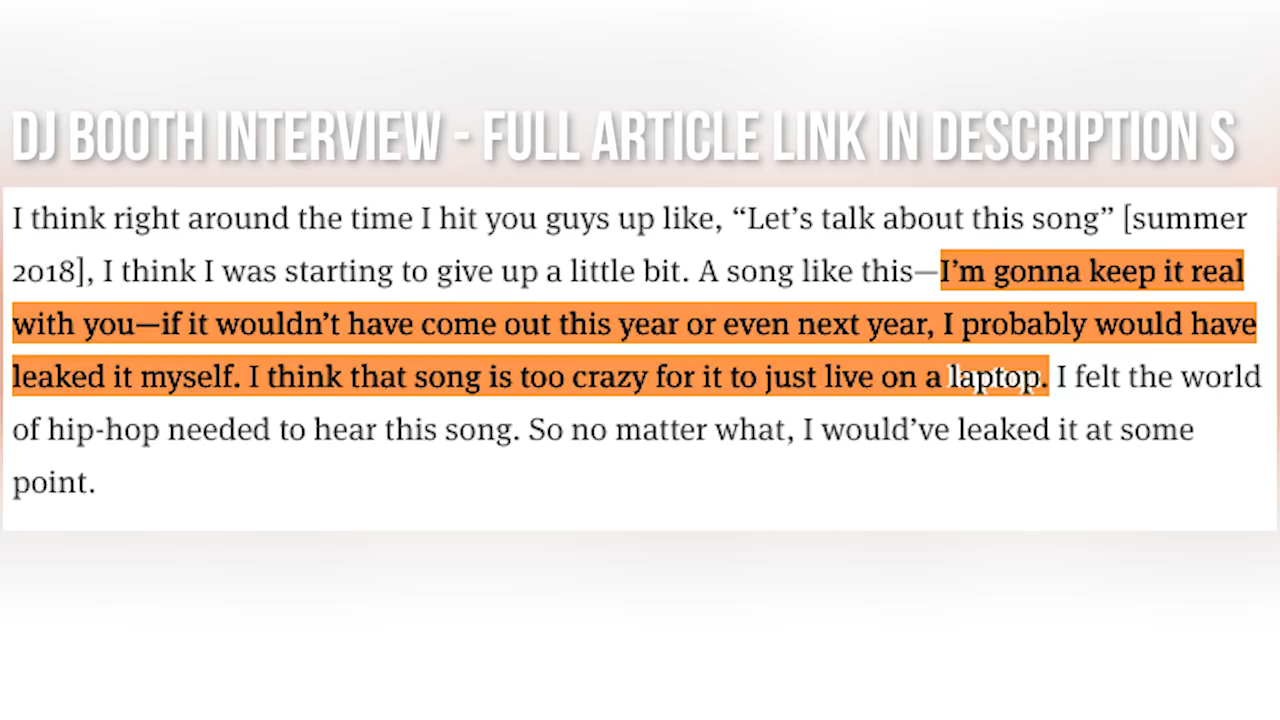 DJ BOOTH INTERVIEW - FULL ARTICLE LINK IN DESCRIPTION S
I think right around the time I hit you guys up like, “Let’s talk about this song” [summer
2018], I think I was starting to give up a little bit. A song like this—I’m gonna keep it real
with you—if it wouldn’t have come out this year or even next year, I probably would have
leaked it myself. I think that song is too crazy for it to just live on a laptop. I felt the world
of hip-hop needed to hear this song. So no matter what, I would’ve leaked it at some
point.